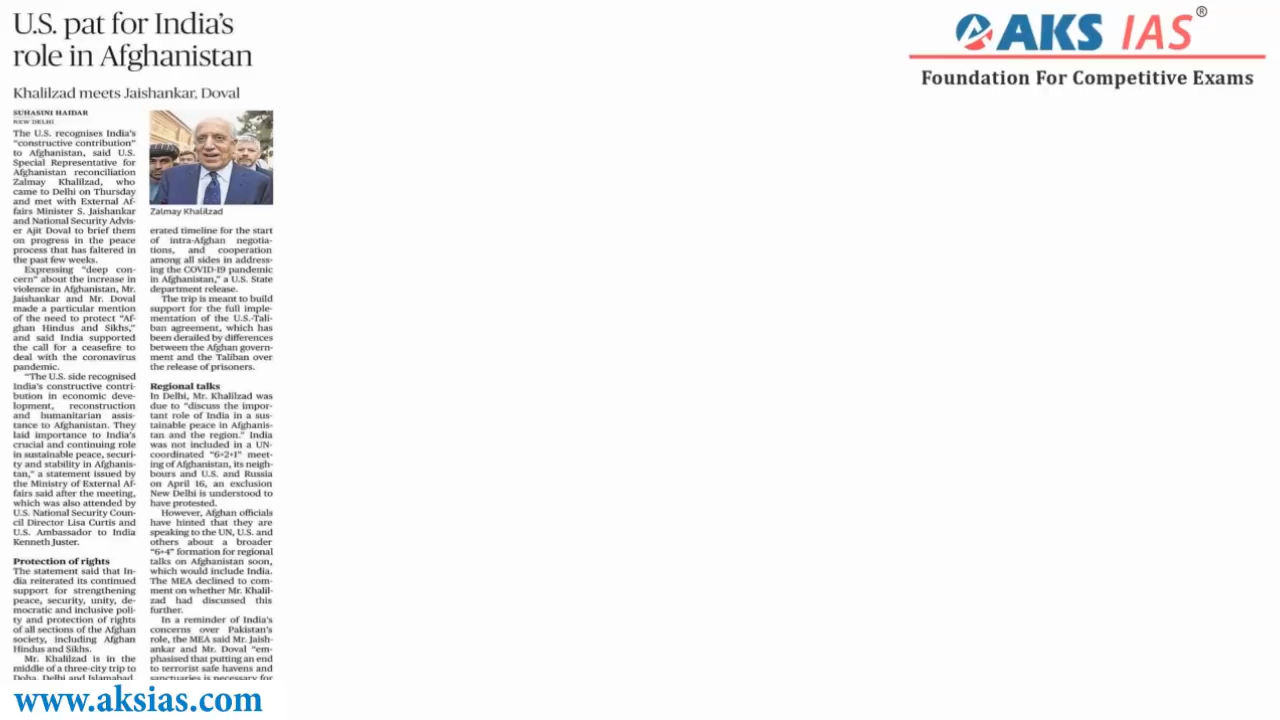 U.S. pat for India's
role in Afghanistan
Khalilzad meets Jaishankar, Doval
SUHASINI HAIDAR
NEW DELHI
The U.S. recognises India's
"constructive contribution"
to Afghanistan, said U.S.
Special Representative for
Afghanistan reconciliation
Zalmay Khalilzad, who
came to Delhi on Thursday
and met with External Af-
fairs Minister S. Jaishankar
and National Security Advis-
er Ajit Doval to brief them
on progress in the peace
process that has faltered in
the past few weeks.
Expressing "deep con-
cern" about the increase in
violence in Afghanistan, Mr.
Jaishankar and Mr. Doval
made a particular mention
of the need to protect "Af-
ghan Hindus and Sikhs,"
and said India supported
the call for a ceasefire to
deal with the coronavirus
pandemic.
"The U.S. side recognised
India's constructive contri-
bution in economic deve-
lopment, reconstruction
and humanitarian assis-
tance to Afghanistan. They
laid importance to India's
crucial and continuing role
in sustainable peace, securi-
ty and stability in Afghanis-
tan," a statement issued by
the Ministry of External Af-
fairs said after the meeting,
which was also attended by
U.S. National Security Coun-
cil Director Lisa Curtis and
U.S. Ambassador to India
Kenneth Juster.
Protection of rights
The statement said that In-
dia reiterated its continued
support for strengthening
peace, security, unity, de-
mocratic and inclusive poli-
ty and protection of rights
of all sections of the Afghan
society, including Afghan
Hindus and Sikhs.
Mr. Khalilzad is in the
middle of a three-city trip to
Doha, Delhi and Islamabad,
Zalmay Khalilzad
erated timeline for the start
of intra-Afghan negotia-
tions, and cooperation
among all sides in address-
ing the COVID-19 pandemic
in Afghanistan," a U.S. State
department release.
The trip is meant to build
support for the full imple-
mentation of the U.S.-Tali-
ban agreement, which has
been derailed by differences
between the Afghan govern-
ment and the Taliban over
the release of prisoners.
Regional talks
In Delhi, Mr. Khalilzad was
due to "discuss the impor-
tant role of India in a sus-
tainable peace in Afghanis-
tan and the region." India
was not included in a UN-
coordinated "6+2+1" meet-
ing of Afghanistan, its neigh-
bours and U.S. and Russia
on April 16, an exclusion
New Delhi is understood to
have protested.
However, Afghan officials
have hinted that they are
speaking to the UN, U.S. and
others about a broader
"6+4" formation for regional
talks on Afghanistan soon,
which would include India.
The MEA declined to com-
ment on whether Mr. Khalil-
zad had discussed this
further.
In a reminder of India's
concerns over Pakistan's
role, the MEA said Mr. Jaish-
ankar and Mr. Doval "em-
phasised that putting an end
to terrorist safe havens and
sanctuaries is necessary for
AKS IAS®
Foundation For Competitive Exams
www.aksias.com